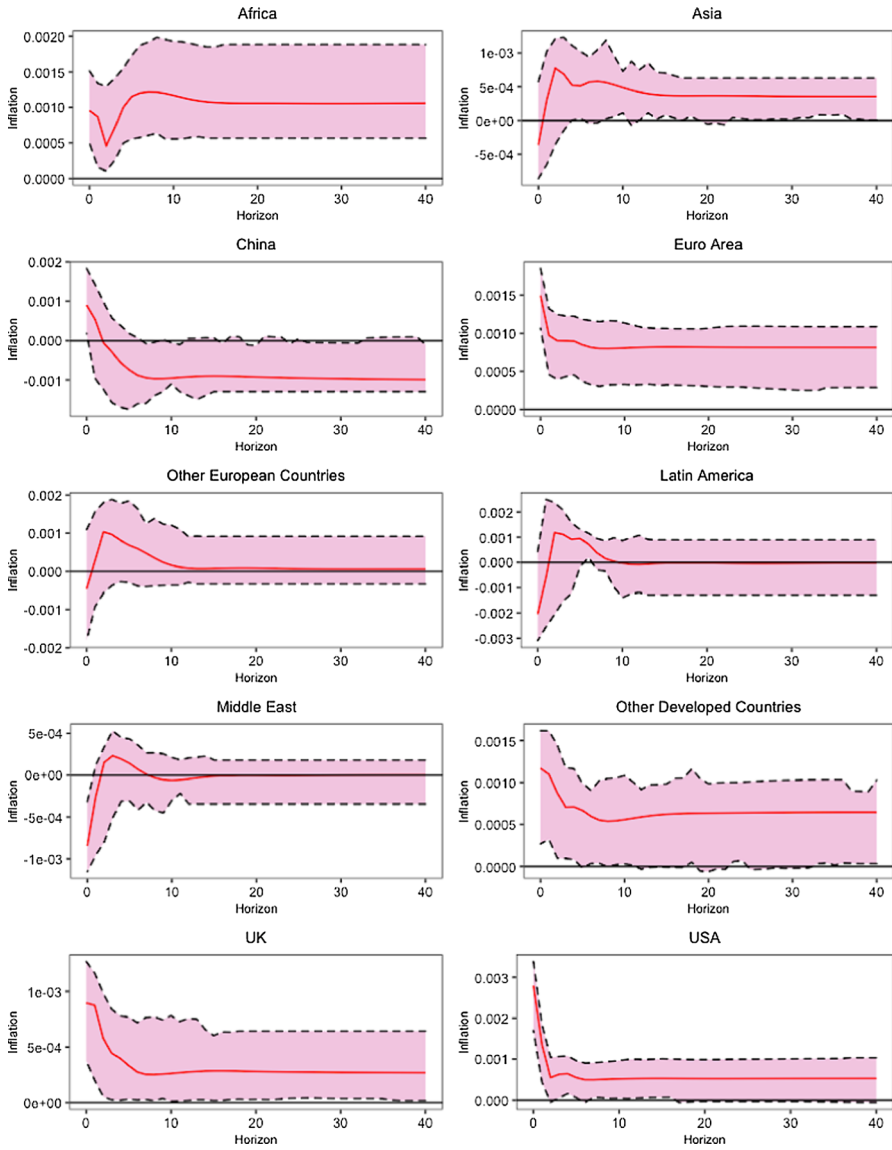 Africa
Asia
Inflation
0.0020
0.0015
0.0010
0.0005
0.0000
0 10 20 30 40
Horizon
Inflation
1e-03
5e-04
0e+00
-5e-04
0 10 20 30 40
Horizon
China
Euro Area
Inflation
0.002
0.001
0.000
-0.001
0 10 20 30 40
Horizon
Inflation
0.0015
0.0010
0.0005
0.0000
0 10 20 30 40
Horizon
Other European Countries
Latin America
Inflation
0.002
0.001
0.000
-0.001
-0.002
0 10 20 30 40
Horizon
Inflation
0.002
0.001
0.000
-0.001
-0.002
-0.003
0 10 20 30 40
Horizon
Middle East
Other Developed Countries
Inflation
5e-04
0e+00
-5e-04
-1e-03
0 10 20 30 40
Horizon
Inflation
0.0015
0.0010
0.0005
0.0000
0 10 20 30 40
Horizon
UK
USA
Inflation
1e-03
5e-04
0e+00
0 10 20 30 40
Horizon
Inflation
0.003
0.002
0.001
0.000
0 10 20 30 40
Horizon